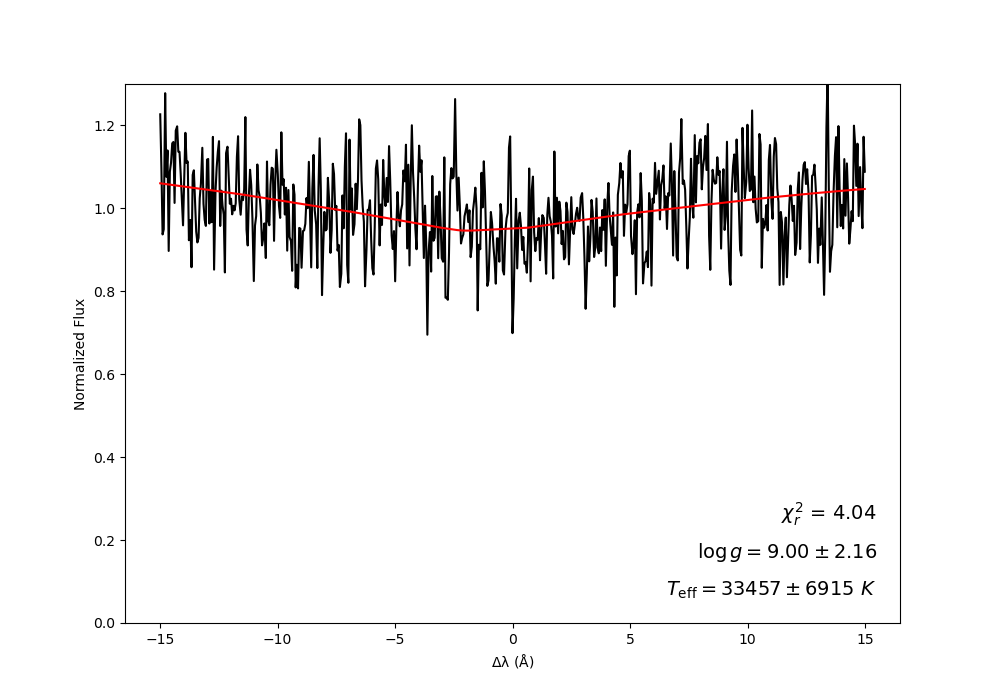 1.2
1.0
0.8
0.6
0.4
0.2
0.0
Normalized Flux
χ²ᵣ = 4.04
log g = 9.00 ± 2.16
T_eff = 33457 ± 6915 K
−15 −10 −5 0 5 10 15
Δλ (Å)